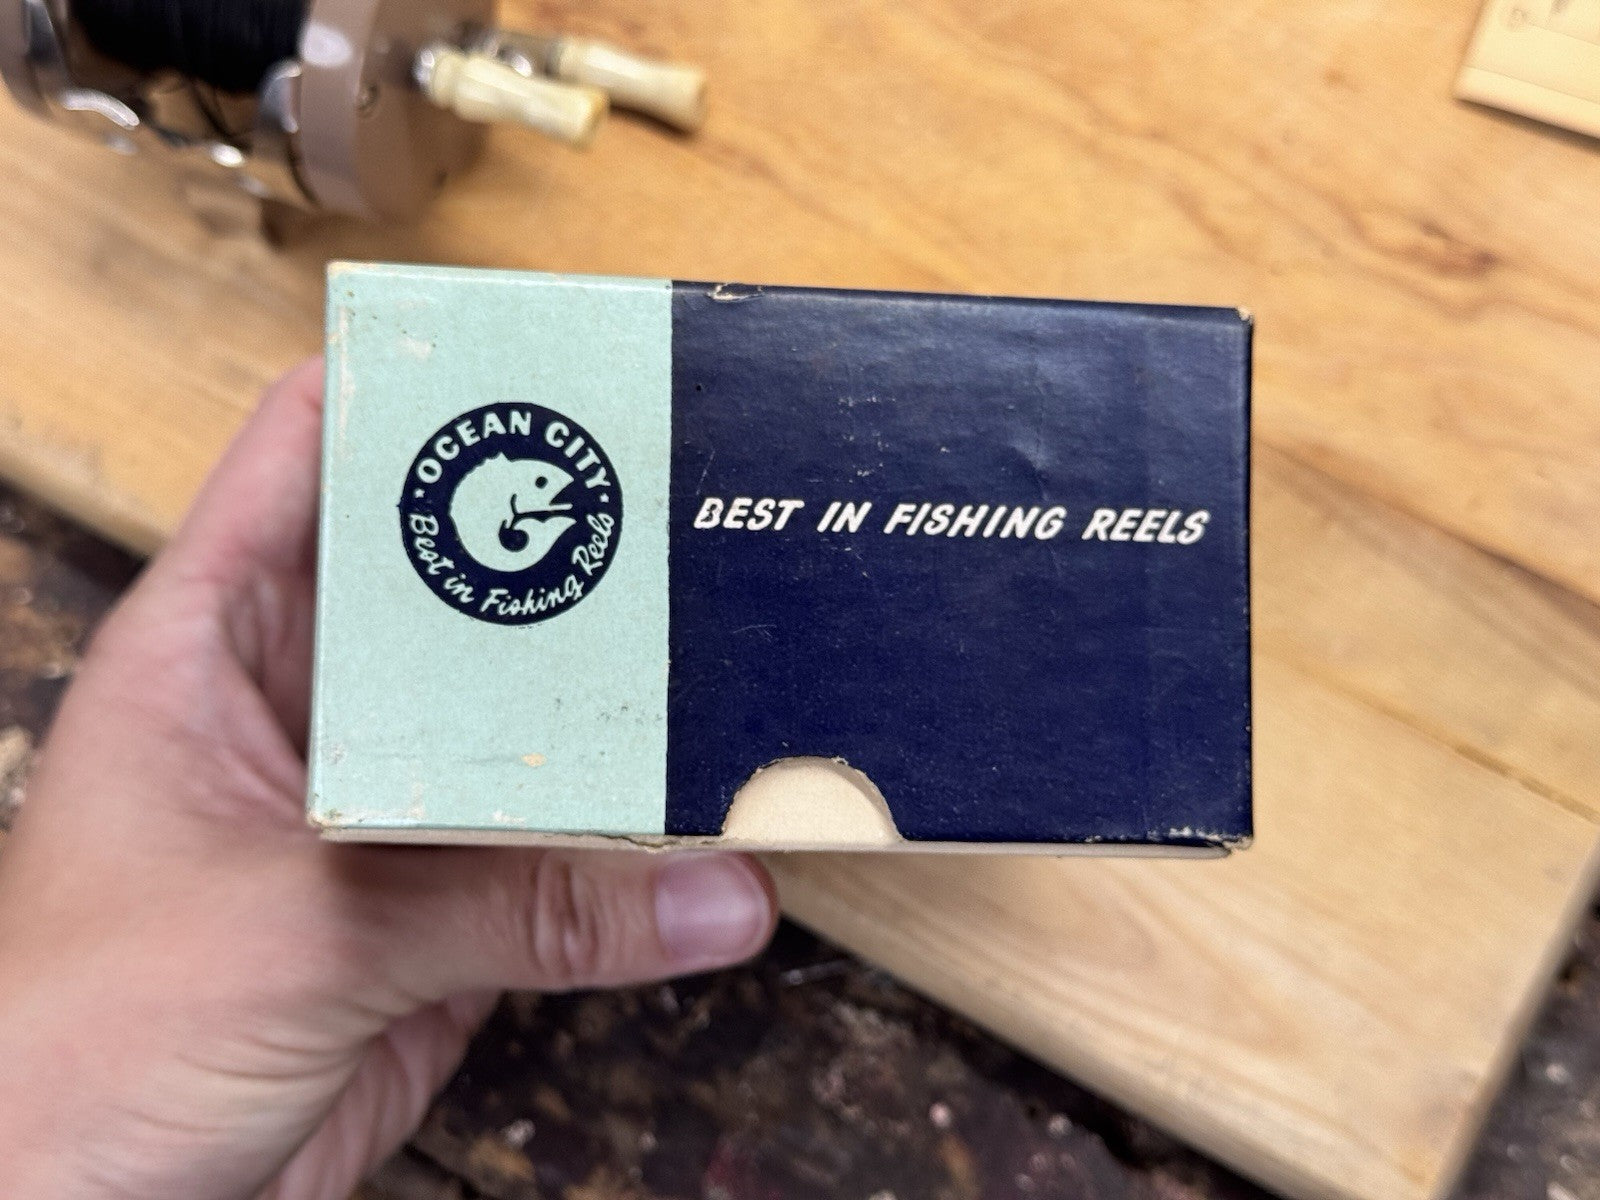 • OCEAN CITY •
Best in Fishing Reels
BEST IN FISHING REELS